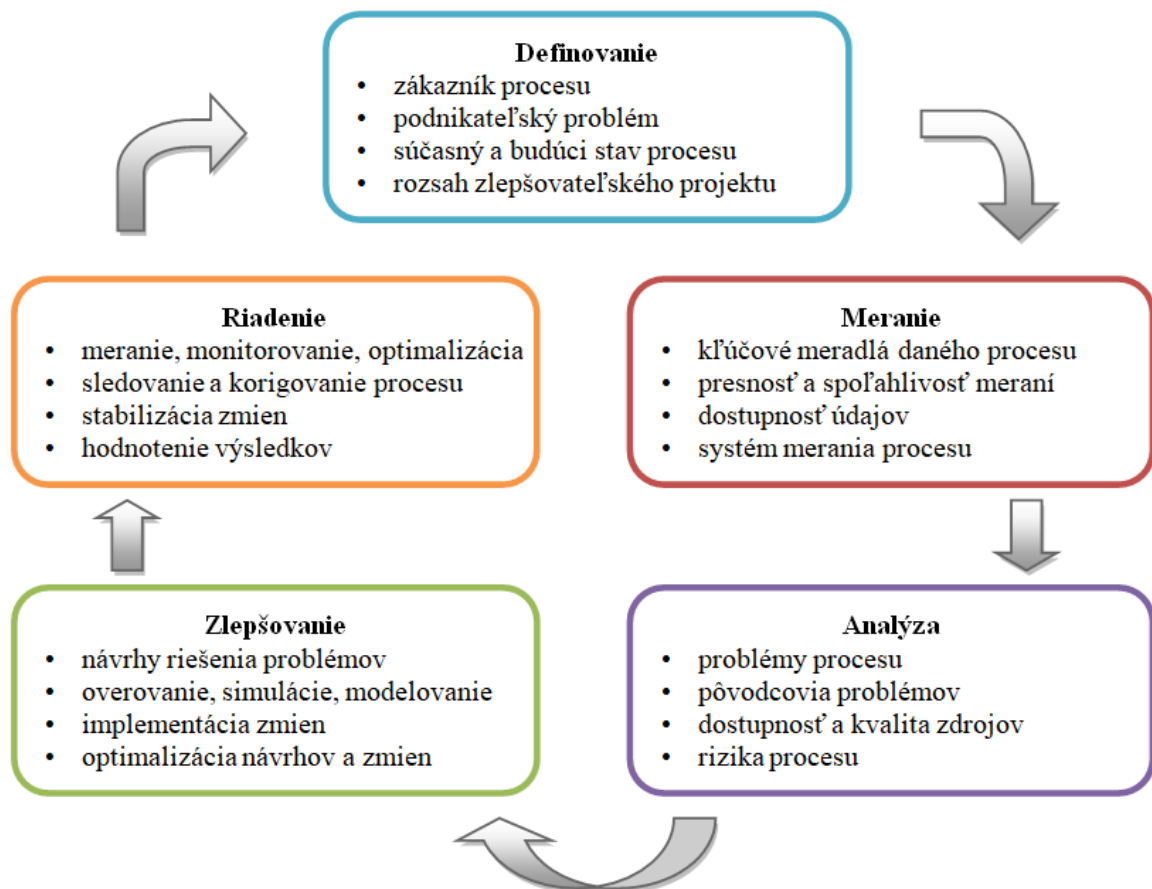 Definovanie
• zákazník procesu
• podnikateľský problém
• súčasný a budúci stav procesu
• rozsah zlepšovateľského projektu
Riadenie
• meranie, monitorovanie, optimalizácia
• sledovanie a korigovanie procesu
• stabilizácia zmien
• hodnotenie výsledkov
Meranie
• kľúčové meradlá daného procesu
• presnosť a spoľahlivosť meraní
• dostupnosť údajov
• systém merania procesu
Zlepšovanie
• návrhy riešenia problémov
• overovanie, simulácie, modelovanie
• implementácia zmien
• optimalizácia návrhov a zmien
Analýza
• problémy procesu
• pôvodcovia problémov
• dostupnosť a kvalita zdrojov
• rizika procesu